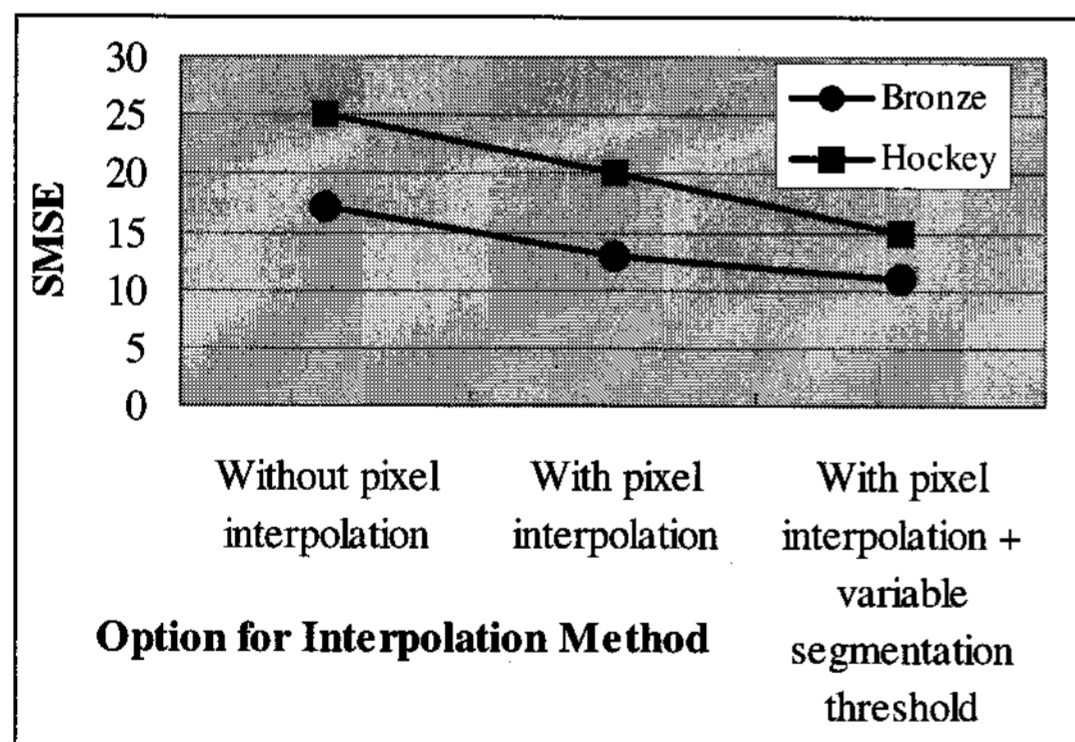 30
25
20
15
10
5
0
SMSE
Bronze
Hockey
Without pixel
interpolation
With pixel
interpolation
With pixel
interpolation +
variable
segmentation
threshold
Option for Interpolation Method